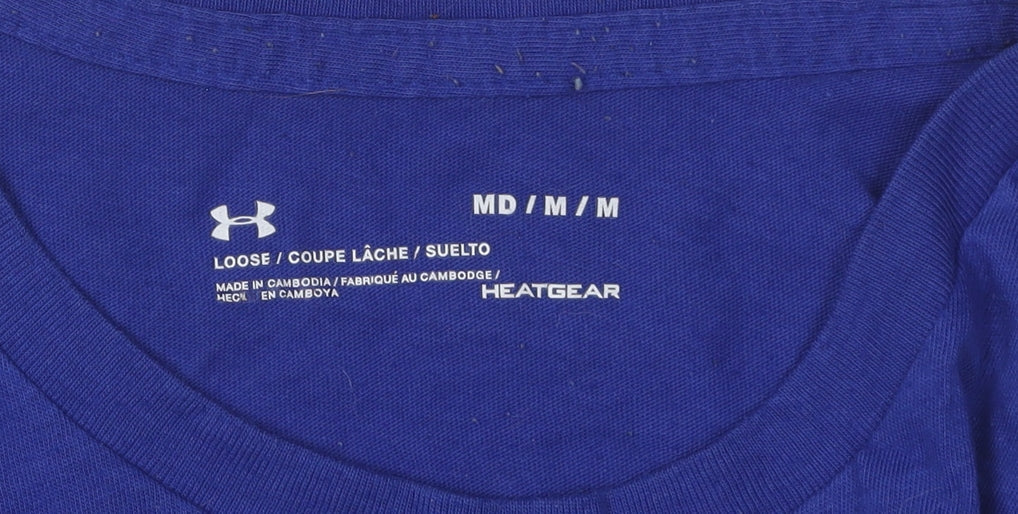 MD / M / M
LOOSE / COUPE LÂCHE / SUELTO
MADE IN CAMBODIA / FABRIQUÉ AU CAMBODGE /
EN CAMBOYA
HEATGEAR